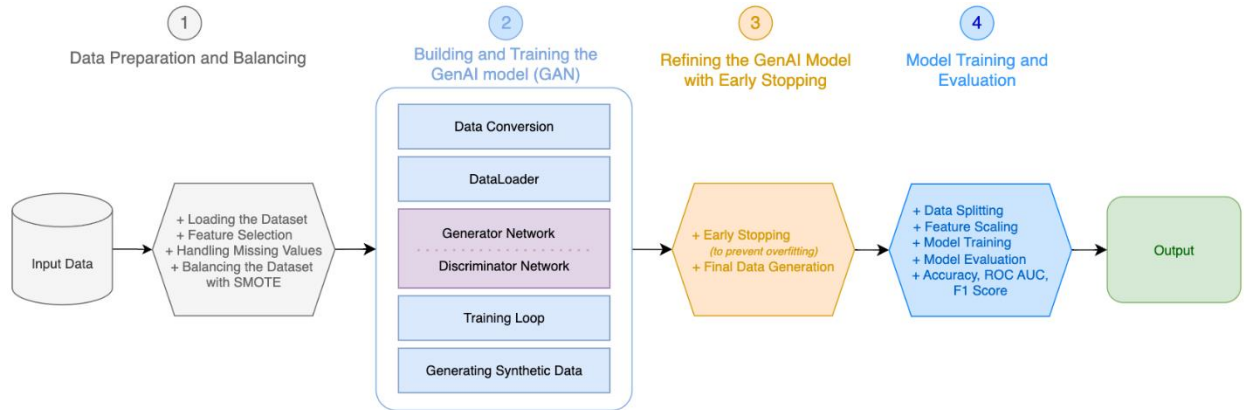 1
Data Preparation and Balancing
2
Building and Training the
GenAI model (GAN)
3
Refining the GenAI Model
with Early Stopping
4
Model Training and
Evaluation
Input Data
+ Loading the Dataset
+ Feature Selection
+ Handling Missing Values
+ Balancing the Dataset
with SMOTE
Data Conversion
DataLoader
Generator Network
Discriminator Network
Training Loop
Generating Synthetic Data
+ Early Stopping
(to prevent overfitting)
+ Final Data Generation
+ Data Splitting
+ Feature Scaling
+ Model Training
+ Model Evaluation
+ Accuracy, ROC AUC,
F1 Score
Output